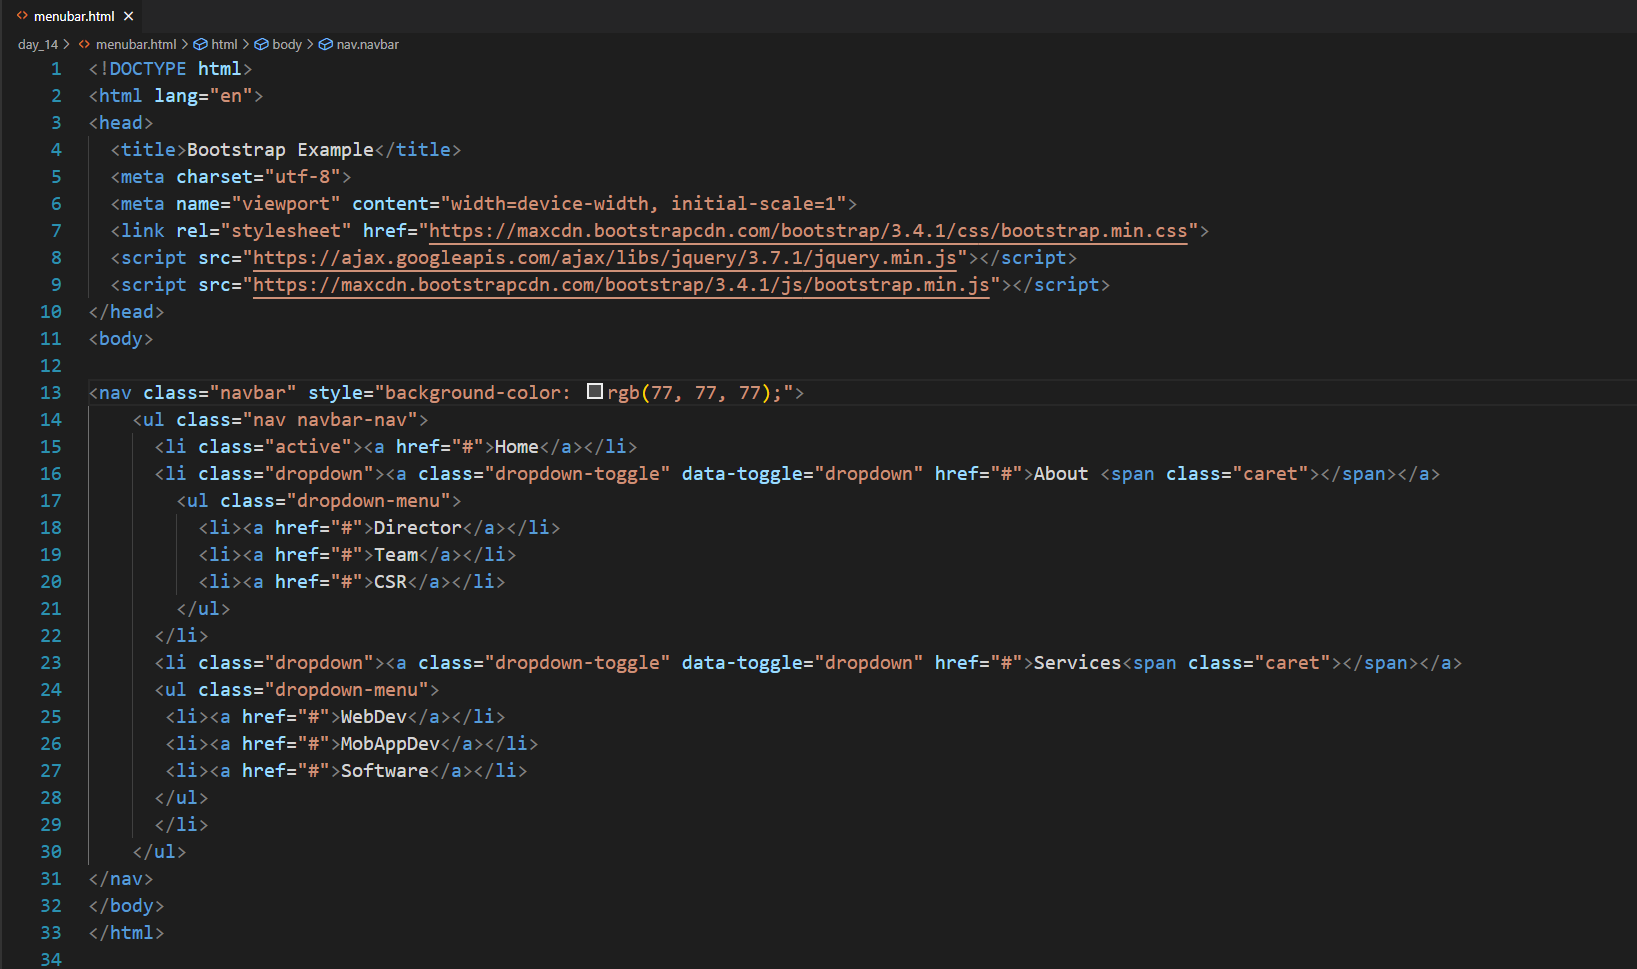 menubar.html
day_14 > menubar.html > html > body > nav.navbar
1 <!DOCTYPE html>
2 <html lang="en">
3 <head>
4 <title>Bootstrap Example</title>
5 <meta charset="utf-8">
6 <meta name="viewport" content="width=device-width, initial-scale=1">
7 <link rel="stylesheet" href="https://maxcdn.bootstrapcdn.com/bootstrap/3.4.1/css/bootstrap.min.css">
8 <script src="https://ajax.googleapis.com/ajax/libs/jquery/3.7.1/jquery.min.js"></script>
9 <script src="https://maxcdn.bootstrapcdn.com/bootstrap/3.4.1/js/bootstrap.min.js"></script>
10 </head>
11 <body>
12
13 <nav class="navbar" style="background-color: rgb(77, 77, 77);">
14 <ul class="nav navbar-nav">
15 <li class="active"><a href="#">Home</a></li>
16 <li class="dropdown"><a class="dropdown-toggle" data-toggle="dropdown" href="#">About <span class="caret"></span></a>
17 <ul class="dropdown-menu">
18 <li><a href="#">Director</a></li>
19 <li><a href="#">Team</a></li>
20 <li><a href="#">CSR</a></li>
21 </ul>
22 </li>
23 <li class="dropdown"><a class="dropdown-toggle" data-toggle="dropdown" href="#">Services<span class="caret"></span></a>
24 <ul class="dropdown-menu">
25 <li><a href="#">WebDev</a></li>
26 <li><a href="#">MobAppDev</a></li>
27 <li><a href="#">Software</a></li>
28 </ul>
29 </li>
30 </ul>
31 </nav>
32 </body>
33 </html>
34